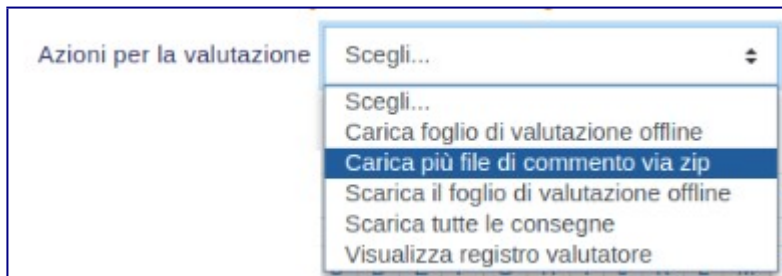 Azioni per la valutazione Scegli...
Scegli...
Carica foglio di valutazione offline
Carica più file di commento via zip
Scarica il foglio di valutazione offline
Scarica tutte le consegne
Visualizza registro valutatore